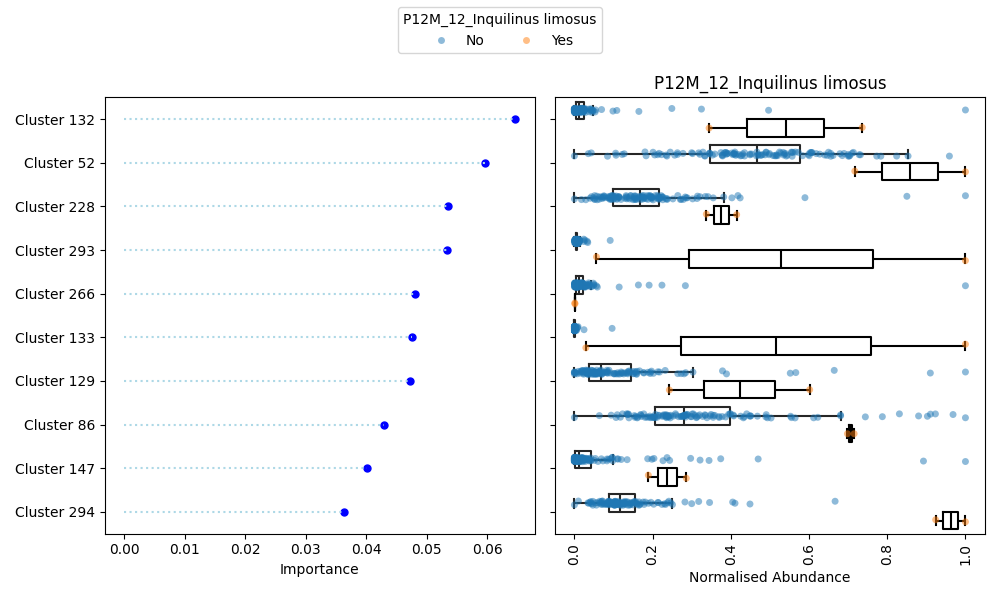 P12M_12_Inquilinus limosus
No Yes
P12M_12_Inquilinus limosus
Cluster 132
Cluster 52
Cluster 228
Cluster 293
Cluster 266
Cluster 133
Cluster 129
Cluster 86
Cluster 147
Cluster 294
0.00 0.01 0.02 0.03 0.04 0.05 0.06
Importance
0.0 0.2 0.4 0.6 0.8 1.0
Normalised Abundance